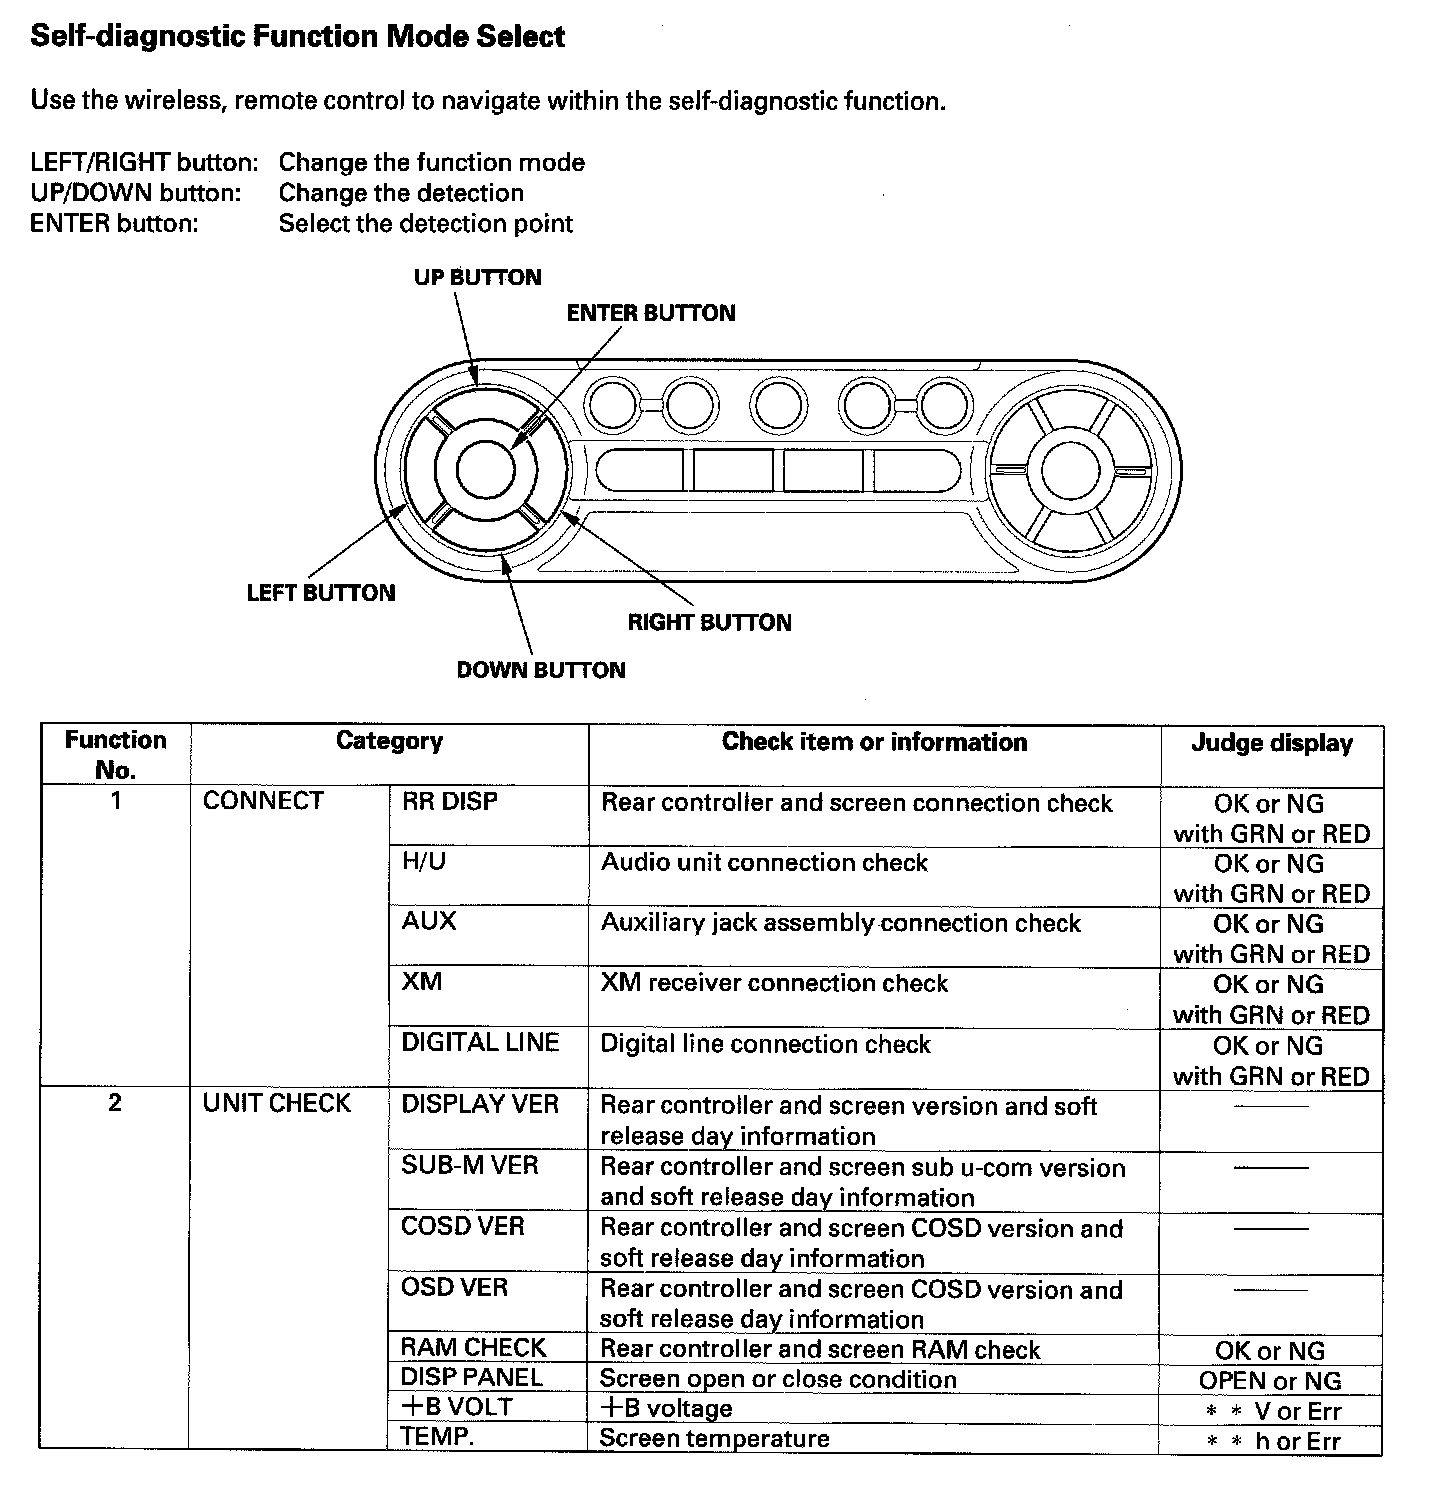 Self-diagnostic Function Mode Select
Use the wireless, remote control to navigate within the self-diagnostic function.
LEFT/RIGHT button: Change the function mode
UP/DOWN button: Change the detection
ENTER button: Select the detection point
UP BUTTON
ENTER BUTTON
LEFT BUTTON
RIGHT BUTTON
DOWN BUTTON
Function No. Category Check item or information Judge display
1 CONNECT RR DISP Rear controller and screen connection check OK or NG
with GRN or RED
H/U Audio unit connection check OK or NG
with GRN or RED
AUX Auxiliary jack assembly connection check OK or NG
with GRN or RED
XM XM receiver connection check OK or NG
with GRN or RED
DIGITAL LINE Digital line connection check OK or NG
with GRN or RED
2 UNIT CHECK DISPLAY VER Rear controller and screen version and soft
release day information
SUB-M VER Rear controller and screen sub u-com version
and soft release day information
COSD VER Rear controller and screen COSD version and
soft release day information
OSD VER Rear controller and screen COSD version and
soft release day information
RAM CHECK Rear controller and screen RAM check OK or NG
DISP PANEL Screen open or close condition OPEN or NG
+B VOLT +B voltage * * V or Err
TEMP. Screen temperature * * h or Err